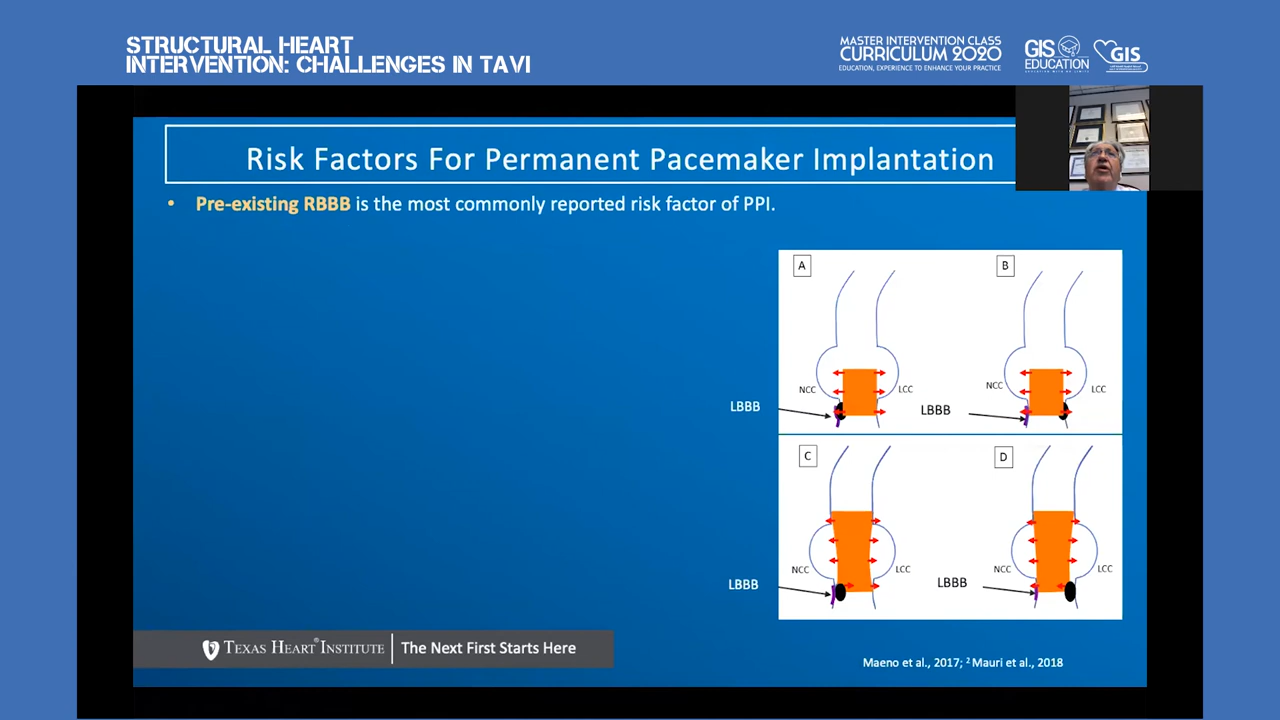 STRUCTURAL HEART
INTERVENTION: CHALLENGES IN TAVI
MASTER INTERVENTION CLASS
CURRICULUM 2020
EDUCATION, EXPERIENCE TO ENHANCE YOUR PRACTICE
GIS
EDUCATION
GIS
Risk Factors For Permanent Pacemaker Implantation
• Pre-existing RBBB is the most commonly reported risk factor of PPI.
A
B
NCC
LCC
NCC
LCC
LBBB
LBBB
C
D
NCC
LCC
NCC
LCC
LBBB
LBBB
TEXAS HEART® INSTITUTE
The Next First Starts Here
Maeno et al., 2017; ² Mauri et al., 2018